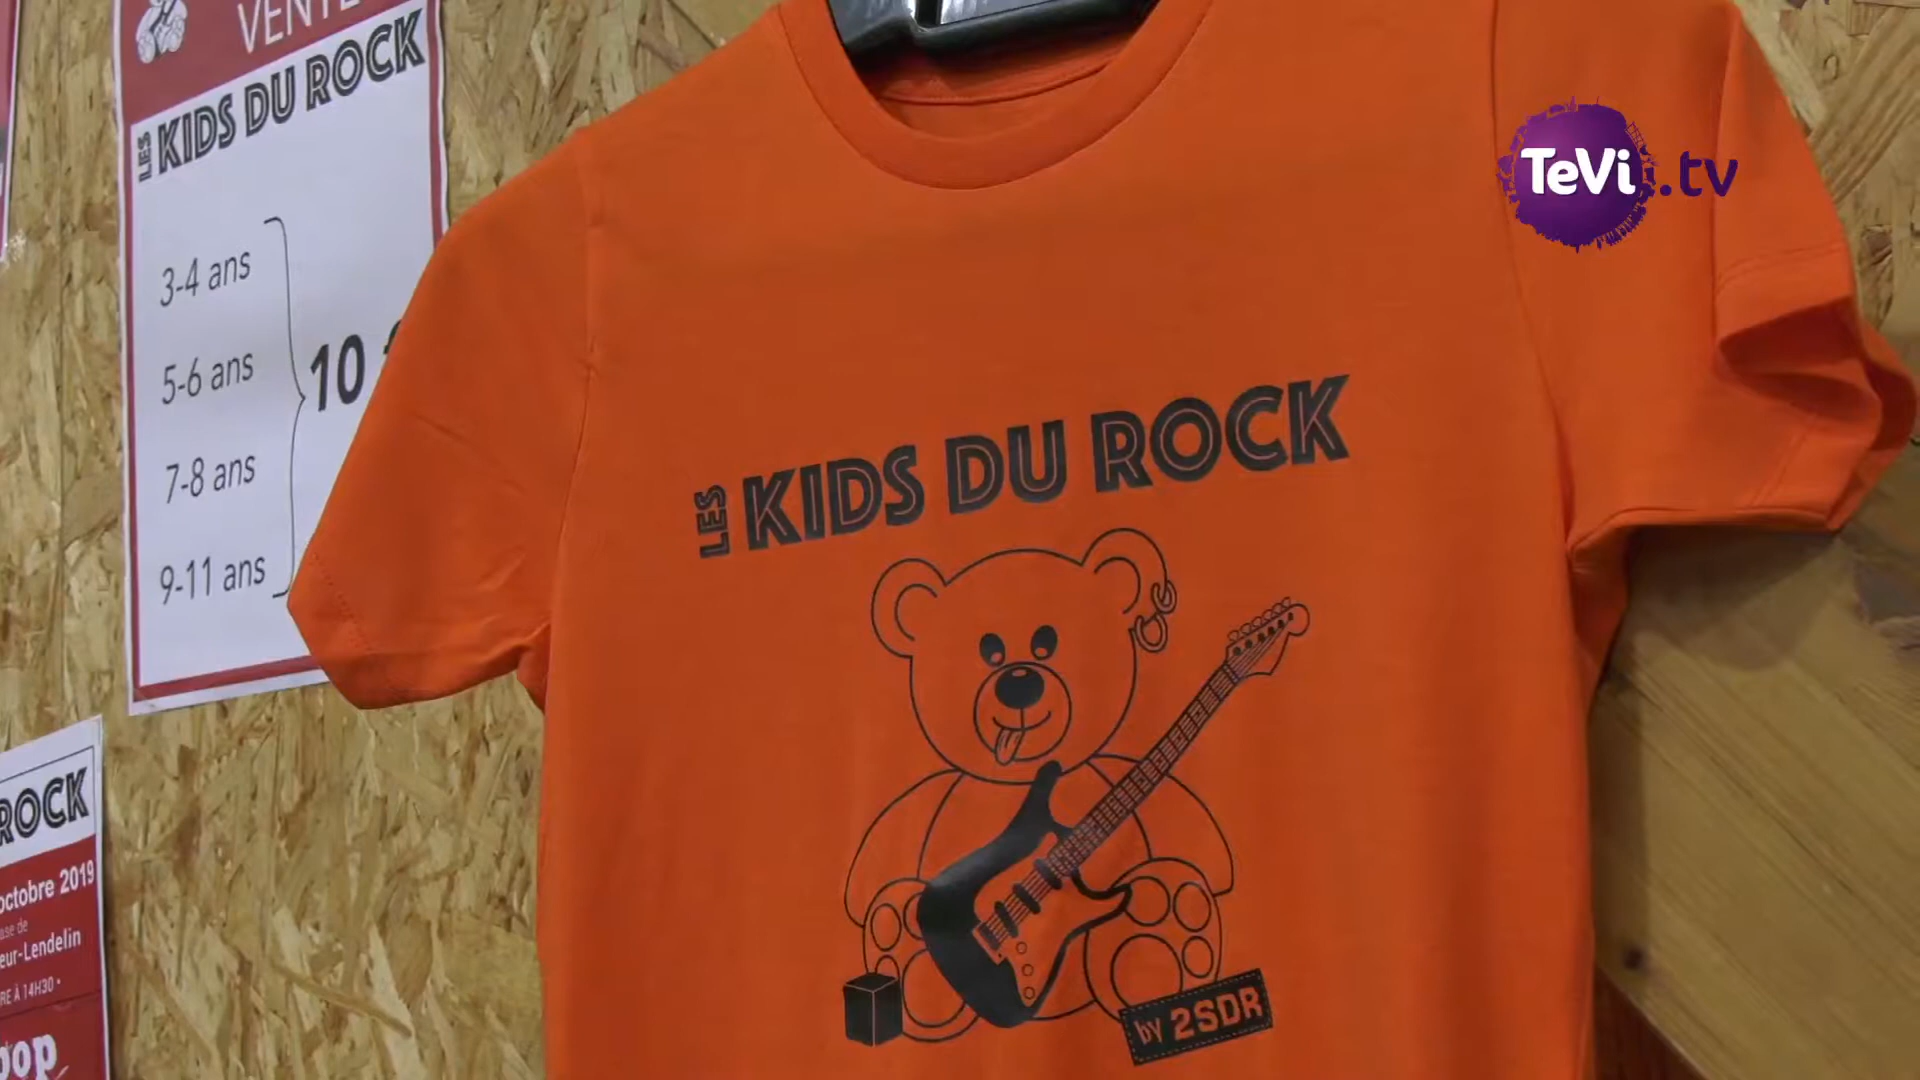 VENTE
LES KIDS DU ROCK
3-4 ans
5-6 ans
7-8 ans
9-11 ans
10
TeVi.tv
LES KIDS DU ROCK
by 2SDR
ROCK
octobre 2019
eur-Lendelin
RE À 14H30 •
pop